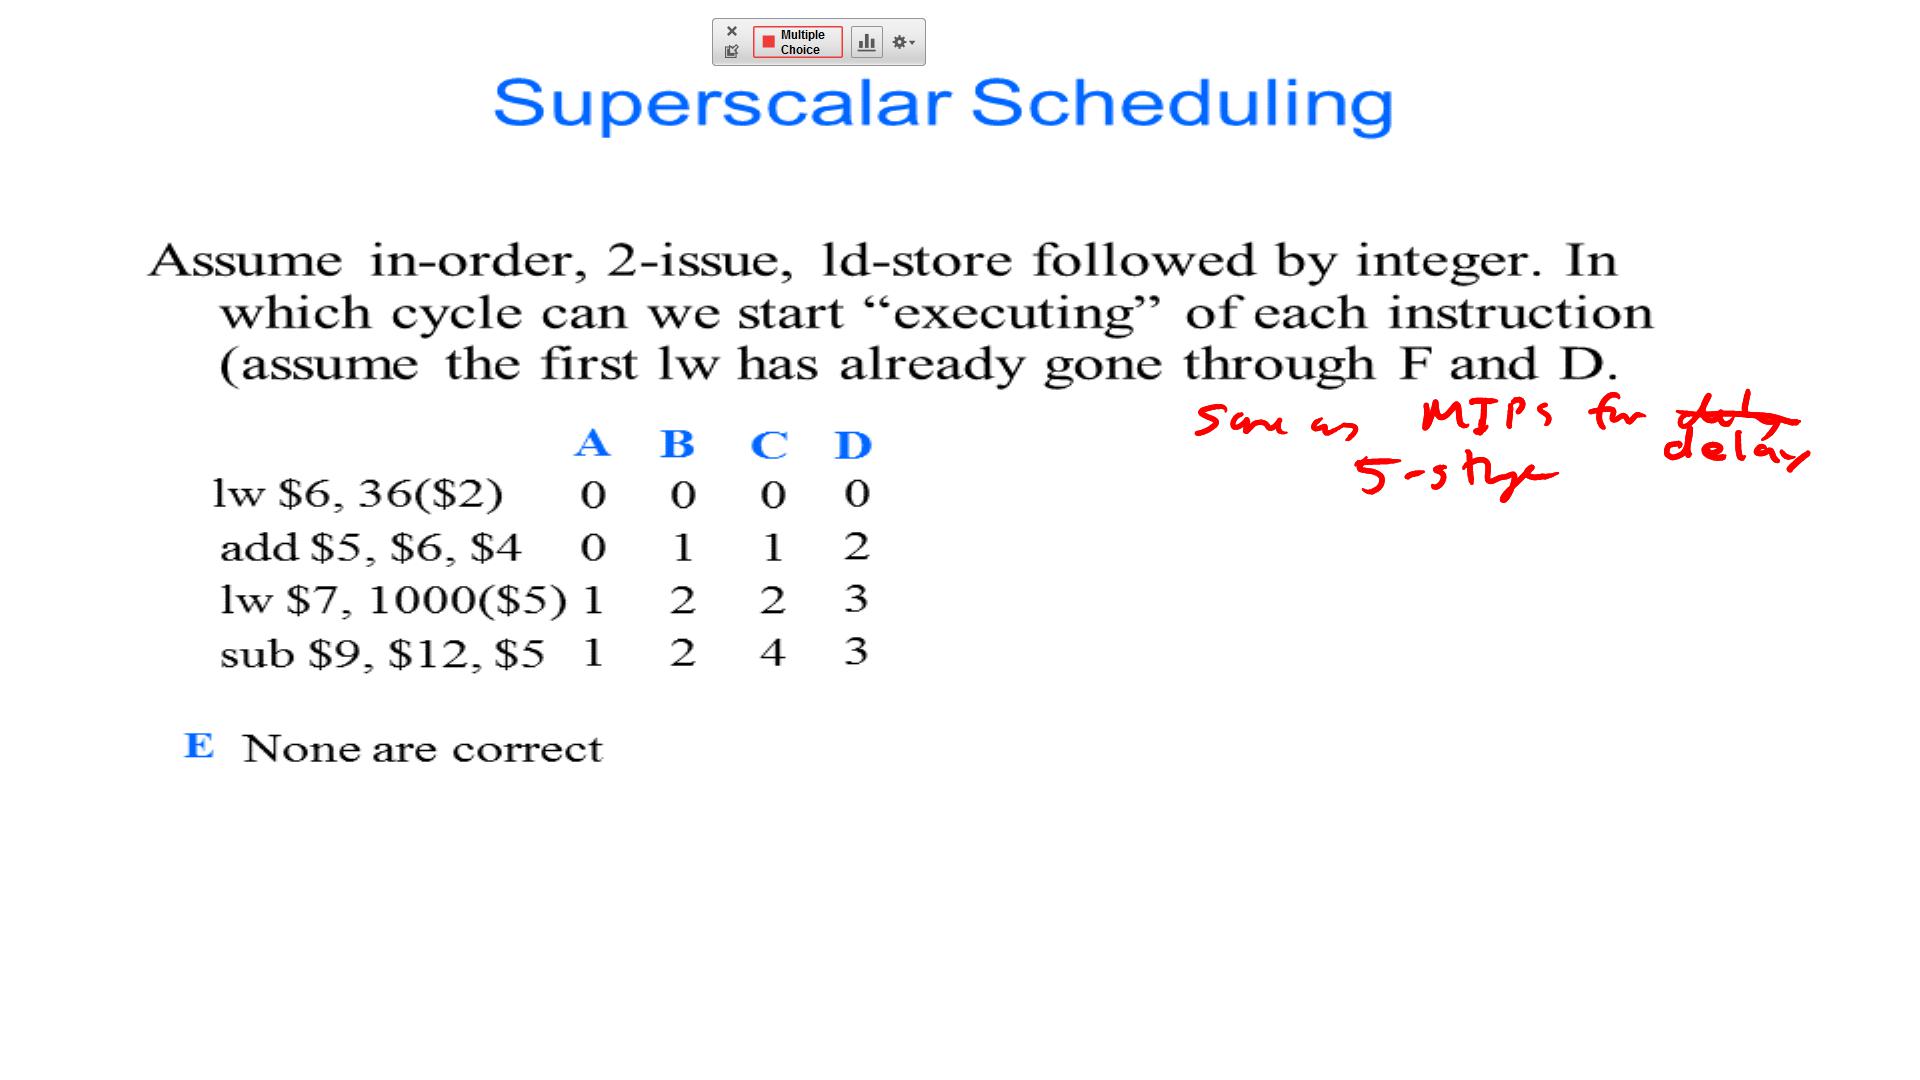 Multiple
Choice
Superscalar Scheduling
Assume in-order, 2-issue, ld-store followed by integer. In
which cycle can we start “executing” of each instruction
(assume the first lw has already gone through F and D.
Same as MIPS for
delay
5-stage
A B C D
lw $6, 36($2) 0 0 0 0
add $5, $6, $4 0 1 1 2
lw $7, 1000($5) 1 2 2 3
sub $9, $12, $5 1 2 4 3
E None are correct